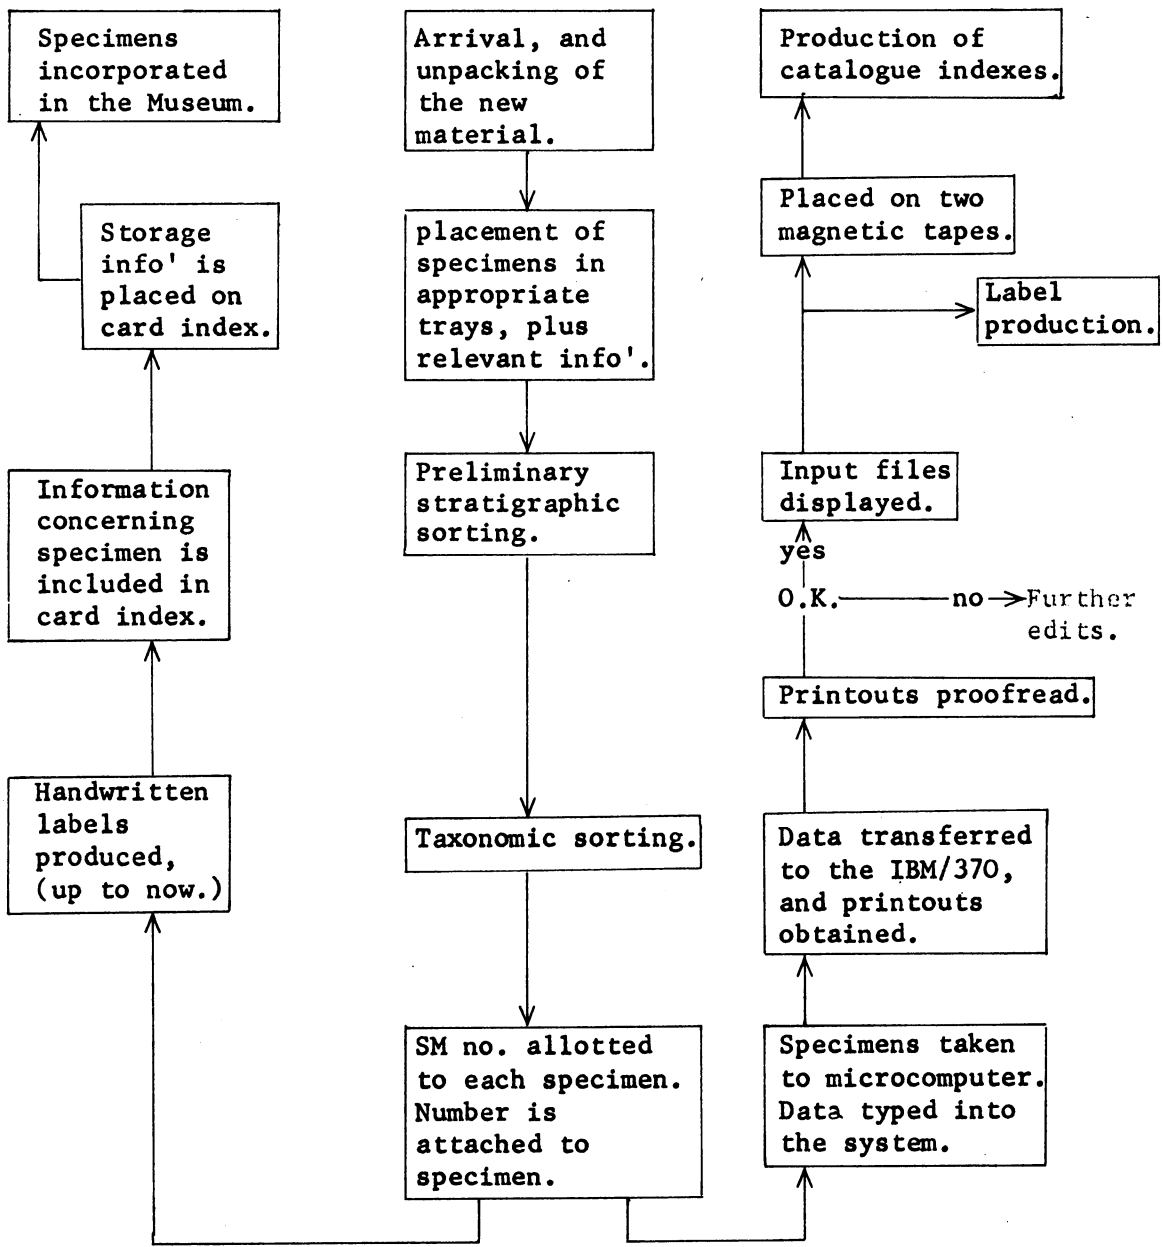 Specimens
incorporated
in the Museum.
Storage
info' is
placed on
card index.
Information
concerning
specimen is
included in
card index.
Handwritten
labels
produced,
(up to now.)
Arrival, and
unpacking of
the new
material.
placement of
specimens in
appropriate
trays, plus
relevant info'.
Preliminary
stratigraphic
sorting.
Taxonomic sorting.
SM no. allotted
to each specimen.
Number is
attached to
specimen.
Production of
catalogue indexes.
Placed on two
magnetic tapes.
Label
production.
Input files
displayed.
yes
O.K. no Further
edits.
Printouts proofread.
Data transferred
to the IBM/370,
and printouts
obtained.
Specimens taken
to microcomputer.
Data typed into
the system.